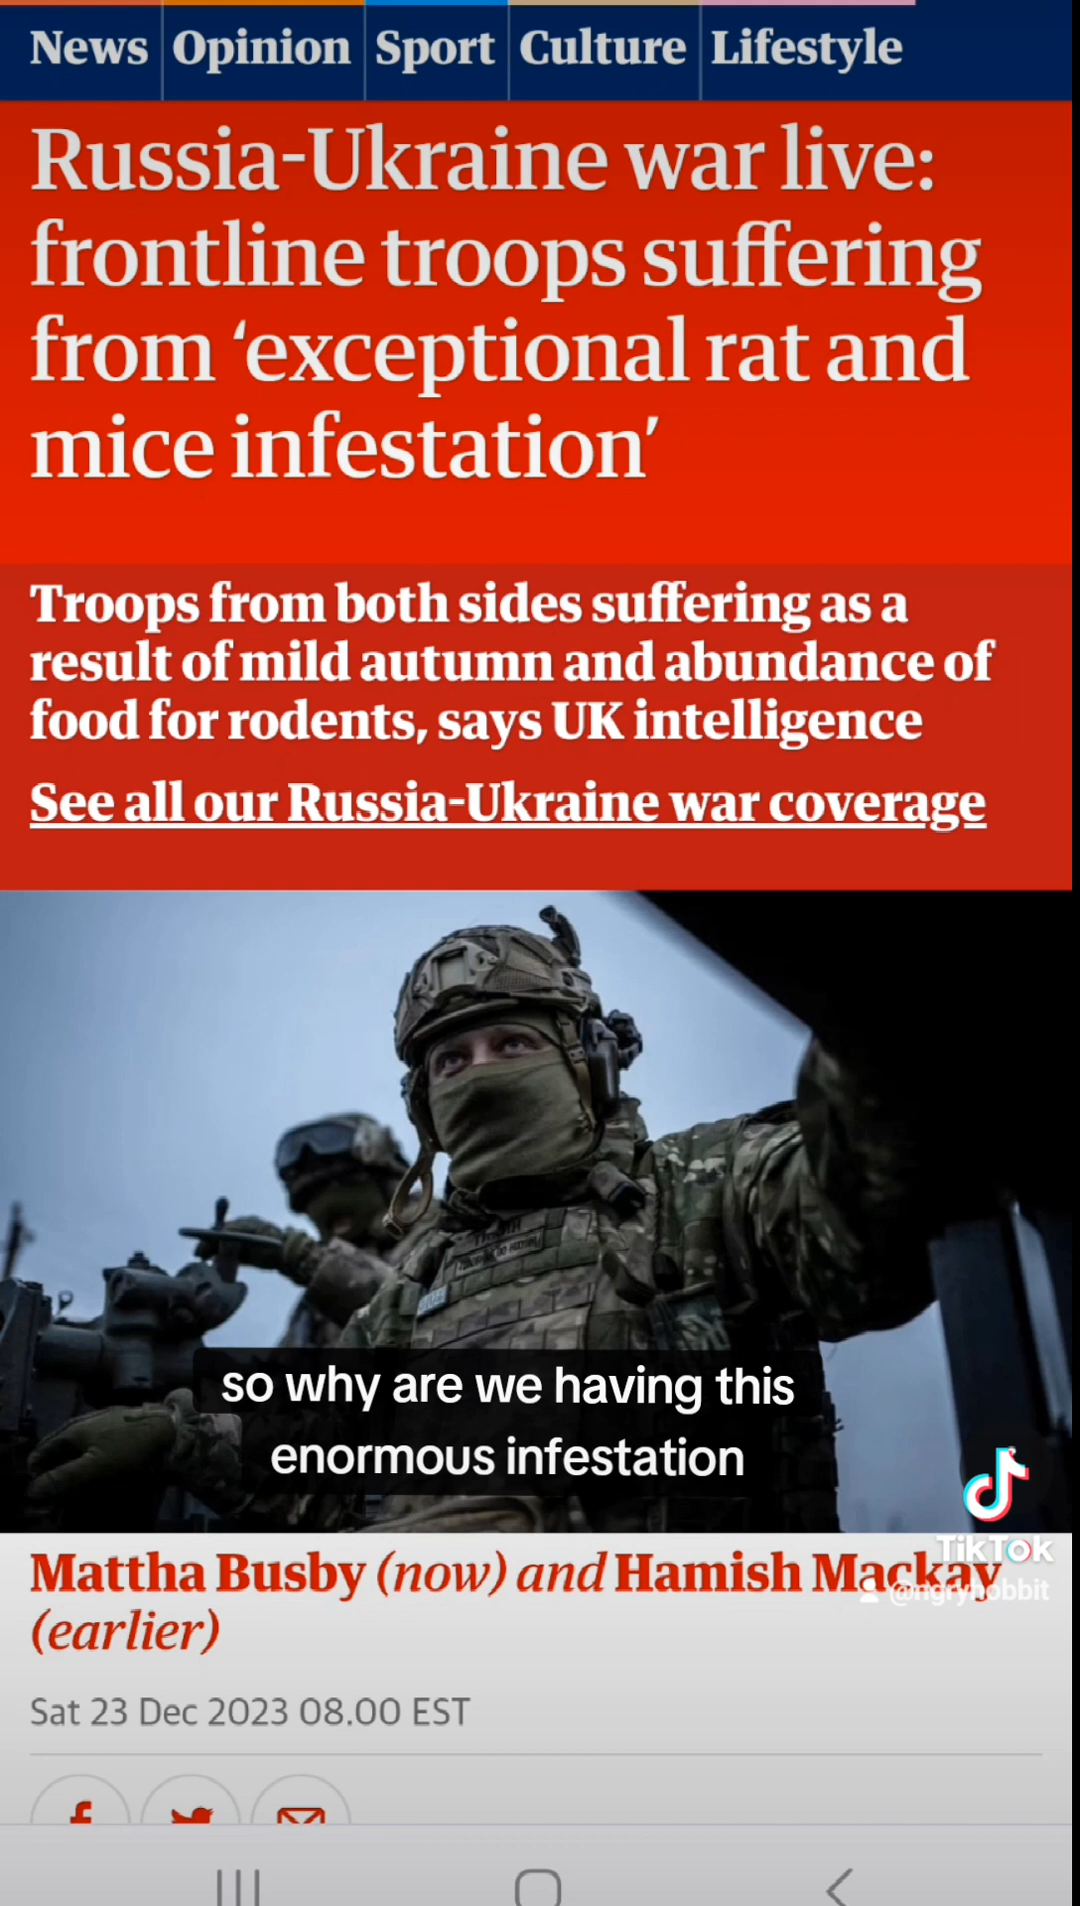 News Opinion Sport Culture Lifestyle
Russia-Ukraine war live:
frontline troops suffering
from ‘exceptional rat and
mice infestation’
Troops from both sides suffering as a
result of mild autumn and abundance of
food for rodents, says UK intelligence
See all our Russia-Ukraine war coverage
so why are we having this
enormous infestation
TikTok
Mattha Busby (now) and Hamish Mackay
@ngryhobbit
(earlier)
Sat 23 Dec 2023 08.00 EST